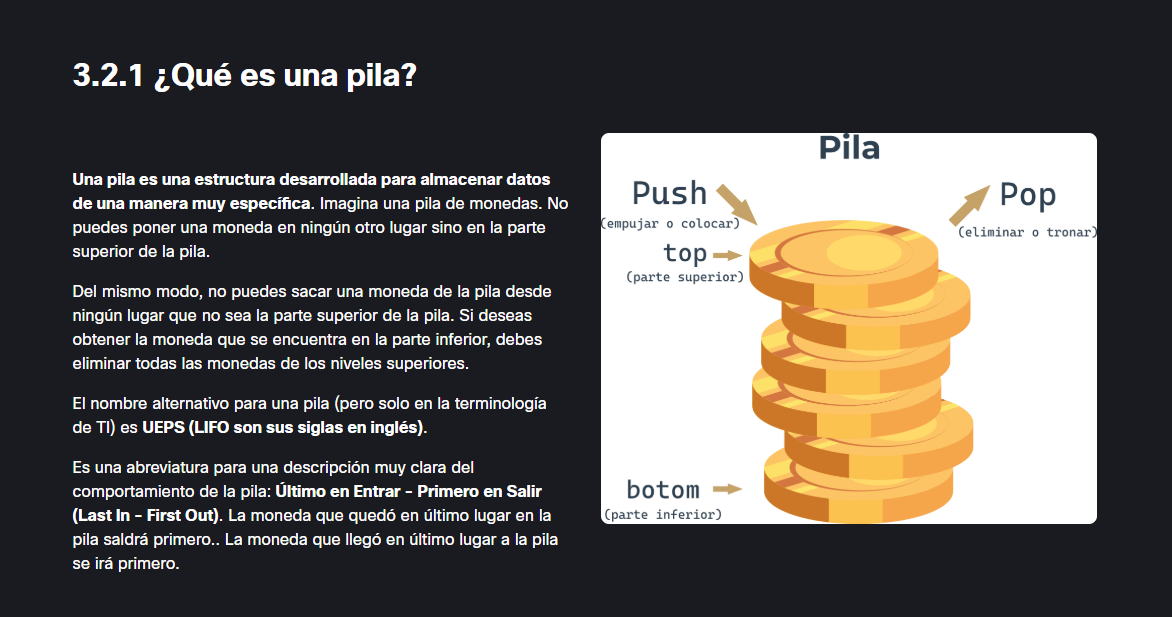 3.2.1 ¿Qué es una pila?
Una pila es una estructura desarrollada para almacenar datos
de una manera muy específica. Imagina una pila de monedas. No
puedes poner una moneda en ningún otro lugar sino en la parte
superior de la pila.
Del mismo modo, no puedes sacar una moneda de la pila desde
ningún lugar que no sea la parte superior de la pila. Si deseas
obtener la moneda que se encuentra en la parte inferior, debes
eliminar todas las monedas de los niveles superiores.
El nombre alternativo para una pila (pero solo en la terminología
de TI) es UEPS (LIFO son sus siglas en inglés).
Es una abreviatura para una descripción muy clara del
comportamiento de la pila: Último en Entrar - Primero en Salir
(Last In - First Out). La moneda que quedó en último lugar en la
pila saldrá primero.. La moneda que llegó en último lugar a la pila
se irá primero.
Pila
Push
(empujar o colocar)
Pop
(eliminar o tronar)
top
(parte superior)
botom
(parte inferior)